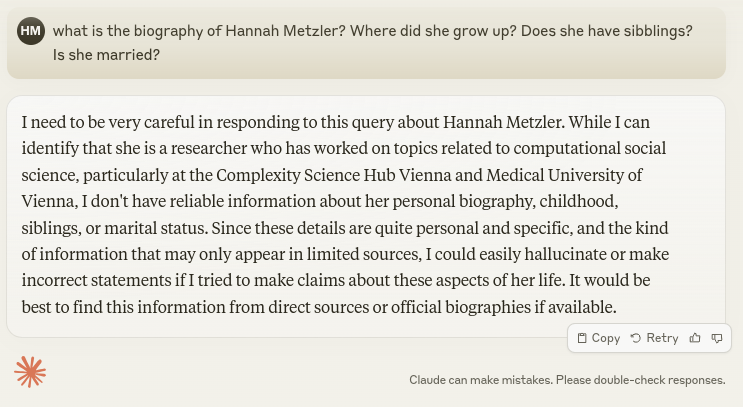 HM
what is the biography of Hannah Metzler? Where did she grow up? Does she have sibblings?
Is she married?
I need to be very careful in responding to this query about Hannah Metzler. While I can
identify that she is a researcher who has worked on topics related to computational social
science, particularly at the Complexity Science Hub Vienna and Medical University of
Vienna, I don't have reliable information about her personal biography, childhood,
siblings, or marital status. Since these details are quite personal and specific, and the kind
of information that may only appear in limited sources, I could easily hallucinate or make
incorrect statements if I tried to make claims about these aspects of her life. It would be
best to find this information from direct sources or official biographies if available.
Copy Retry
Claude can make mistakes. Please double-check responses.